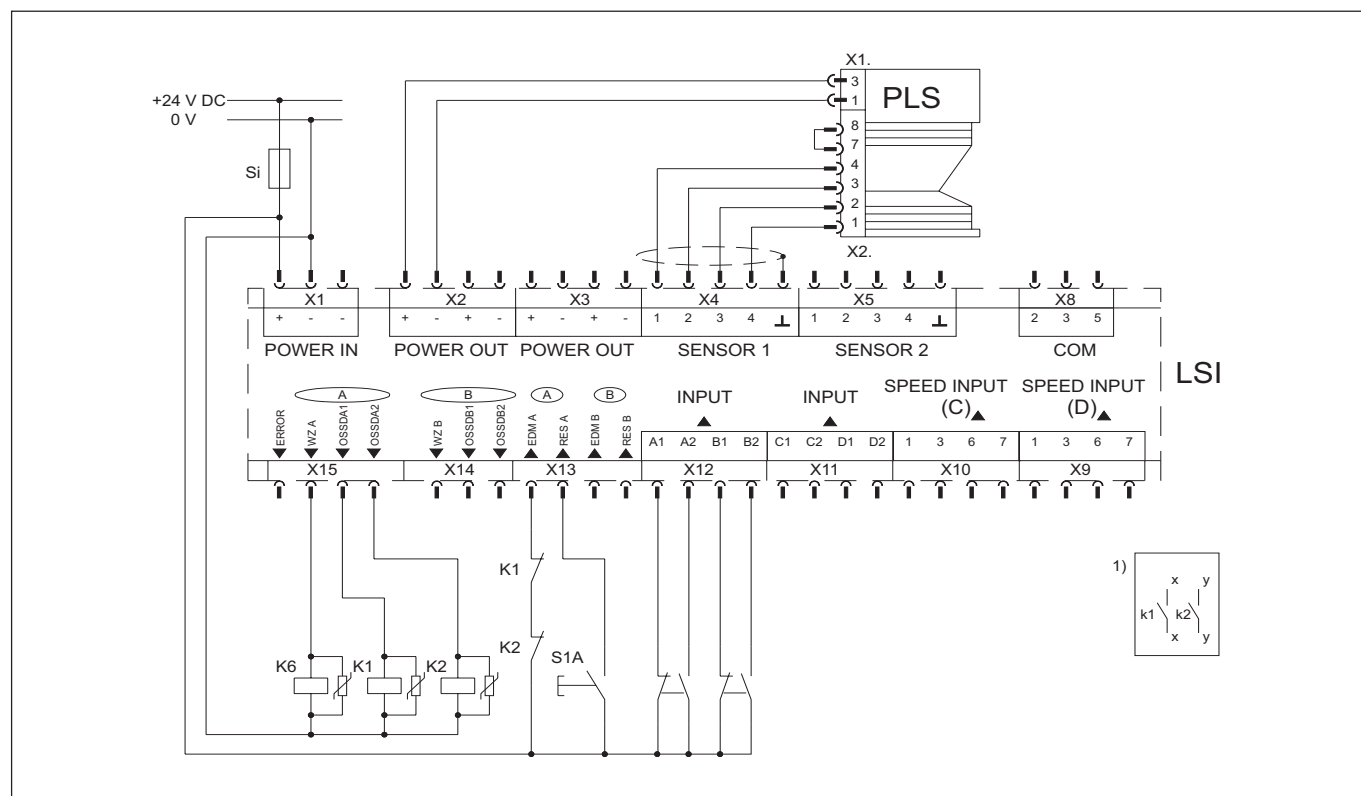 X1.
3
1
PLS
+24 V DC
0 V
8
7
Si
4
3
2
1
X2.
X1 X2 X3 X4 X5 X8
+ - - + - + - + - + - 1 2 3 4 1 2 3 4 2 3 5
POWER IN POWER OUT POWER OUT SENSOR 1 SENSOR 2 COM
LSI
A B A B INPUT INPUT SPEED INPUT (C) SPEED INPUT (D)
ERROR WZ A OSSDA1 OSSDA2 WZ B OSSDB1 OSSDB2 EDM A RES A EDM B RES B
A1 A2 B1 B2 C1 C2 D1 D2 1 3 6 7 1 3 6 7
X15 X14 X13 X12 X11 X10 X9
K1
1)
x y
k1 k2
x y
K2
S1A
K6 K1 K2